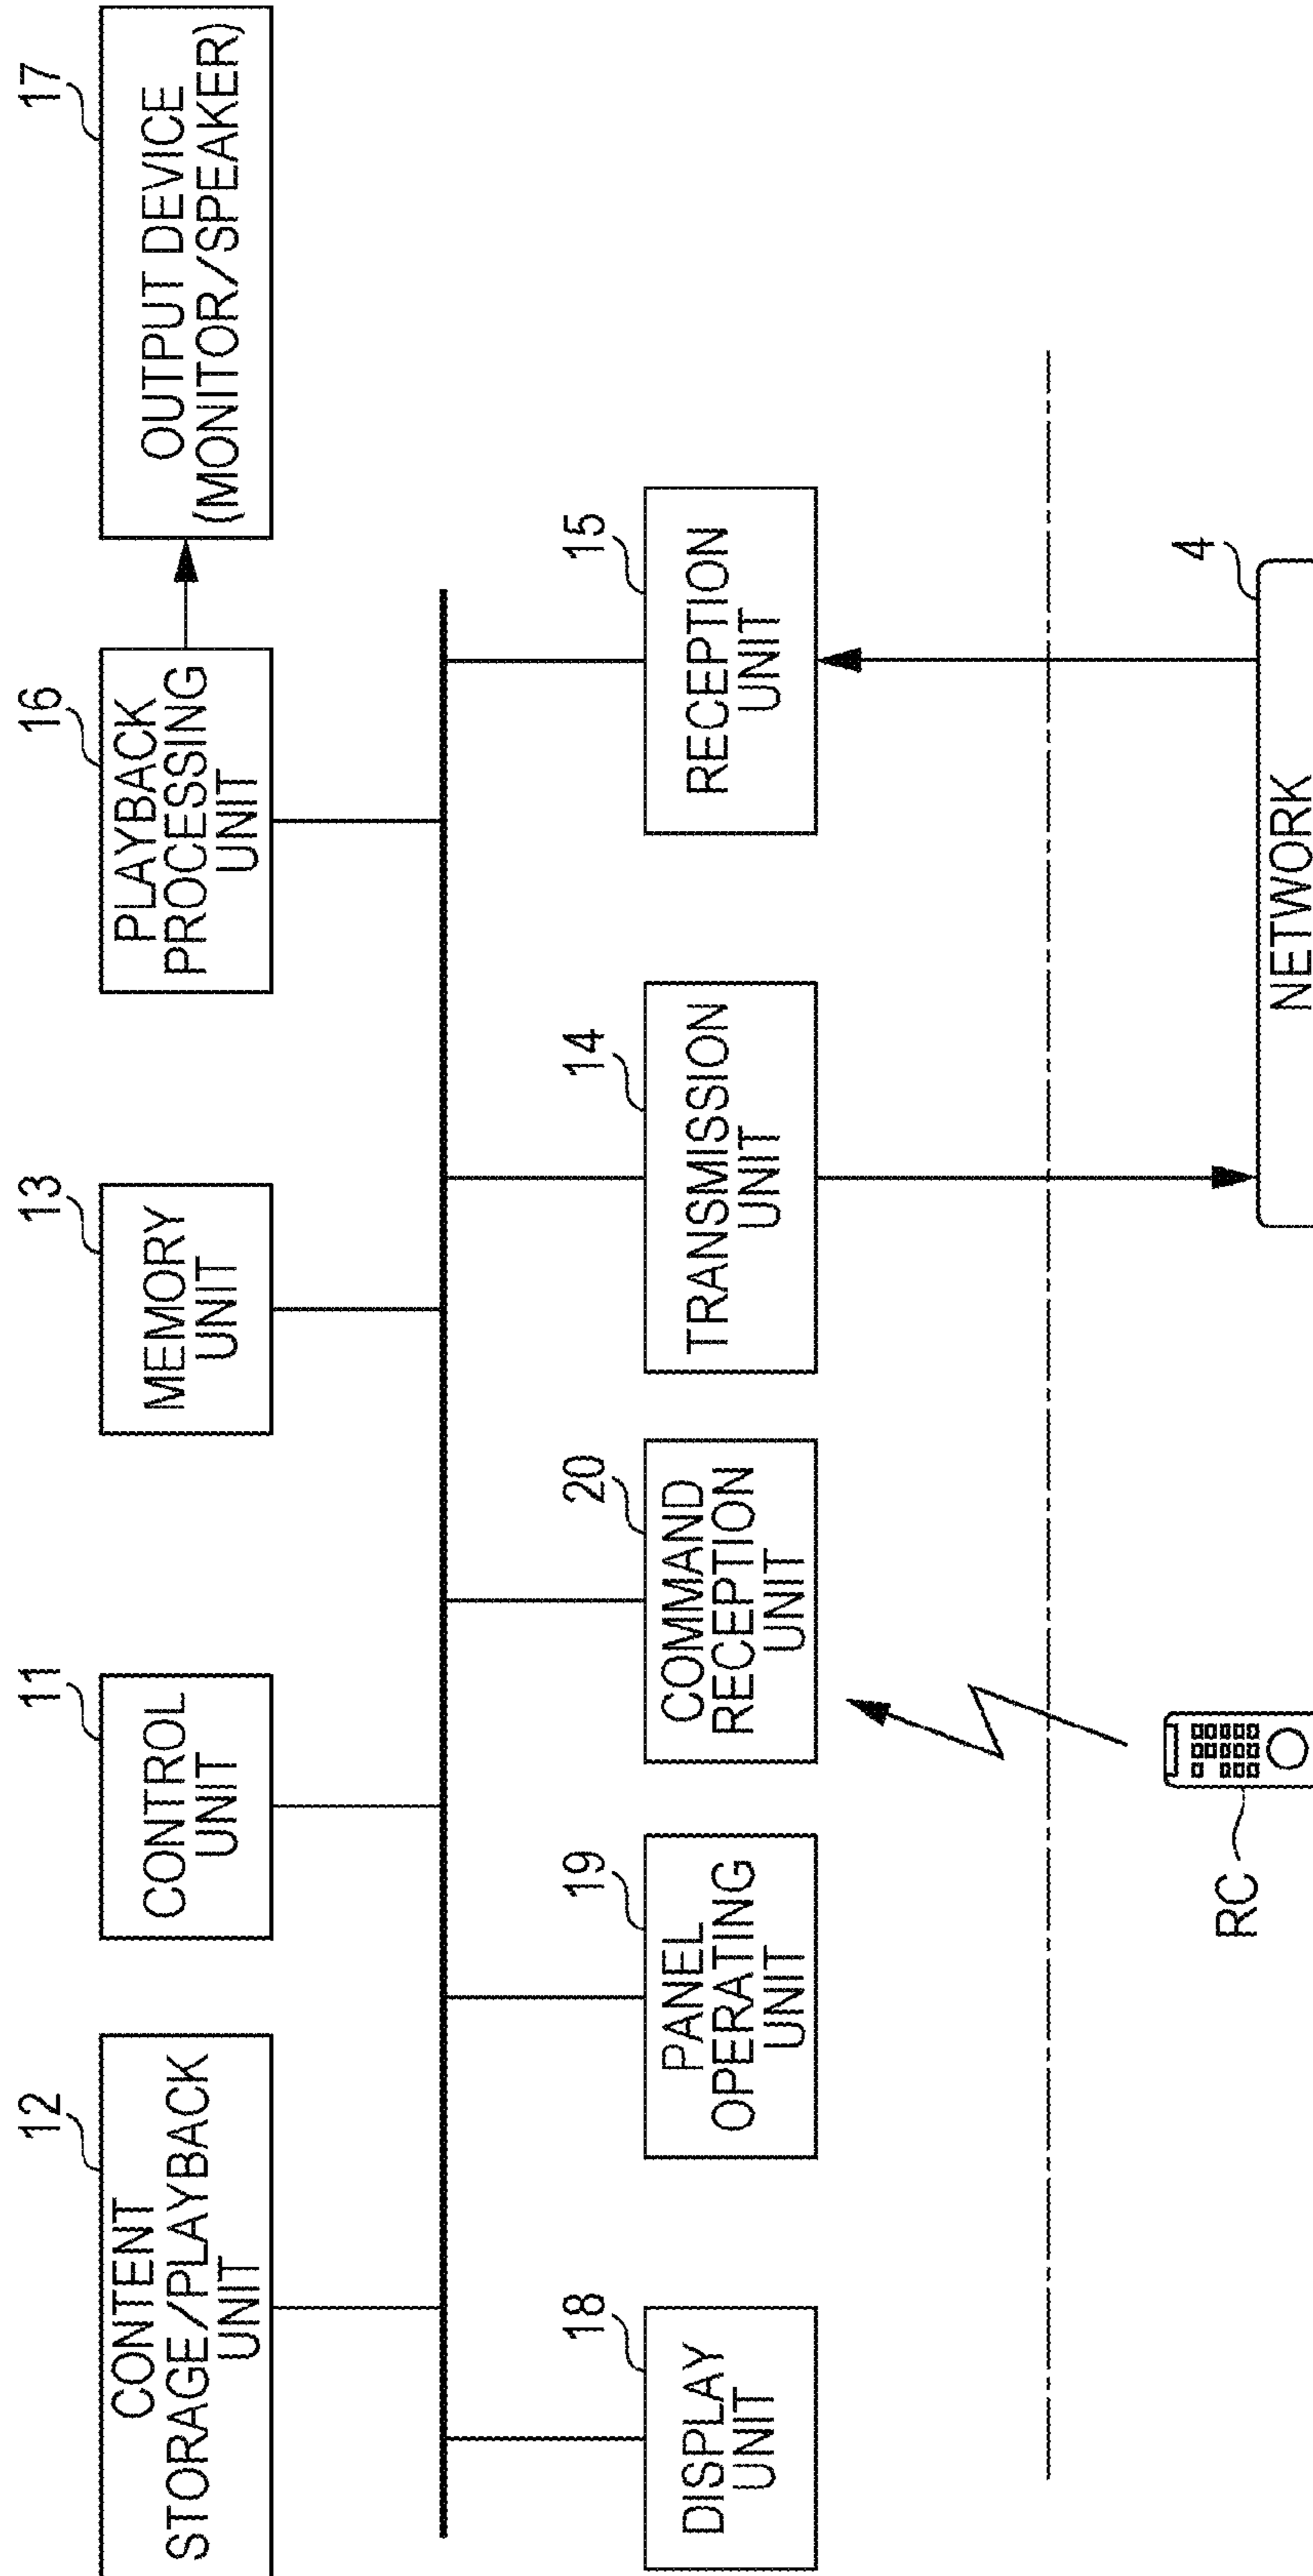 12
CONTENT
STORAGE/PLAYBACK
UNIT
11
CONTROL
UNIT
13
MEMORY
UNIT
16
PLAYBACK
PROCESSING
UNIT
17
OUTPUT DEVICE
(MONITOR/SPEAKER)
18
DISPLAY
UNIT
19
PANEL
OPERATING
UNIT
20
COMMAND
RECEPTION
UNIT
14
TRANSMISSION
UNIT
15
RECEPTION
UNIT
RC
4
NETWORK